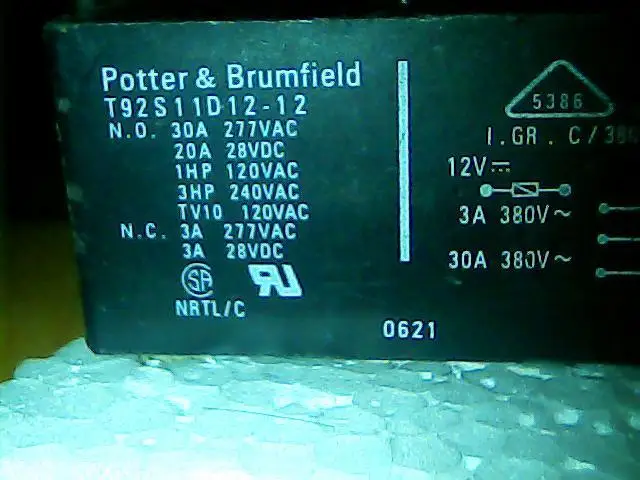 Potter & Brumfield
T92S11D12-12
N.O. 30A 277VAC
20A 28VDC
1HP 120VAC
3HP 240VAC
TV10 120VAC
N.C. 3A 277VAC
3A 28VDC
SA
NRTL/C
5386
I.GR. C/
12V
3A 380V~
30A 380V~
0621